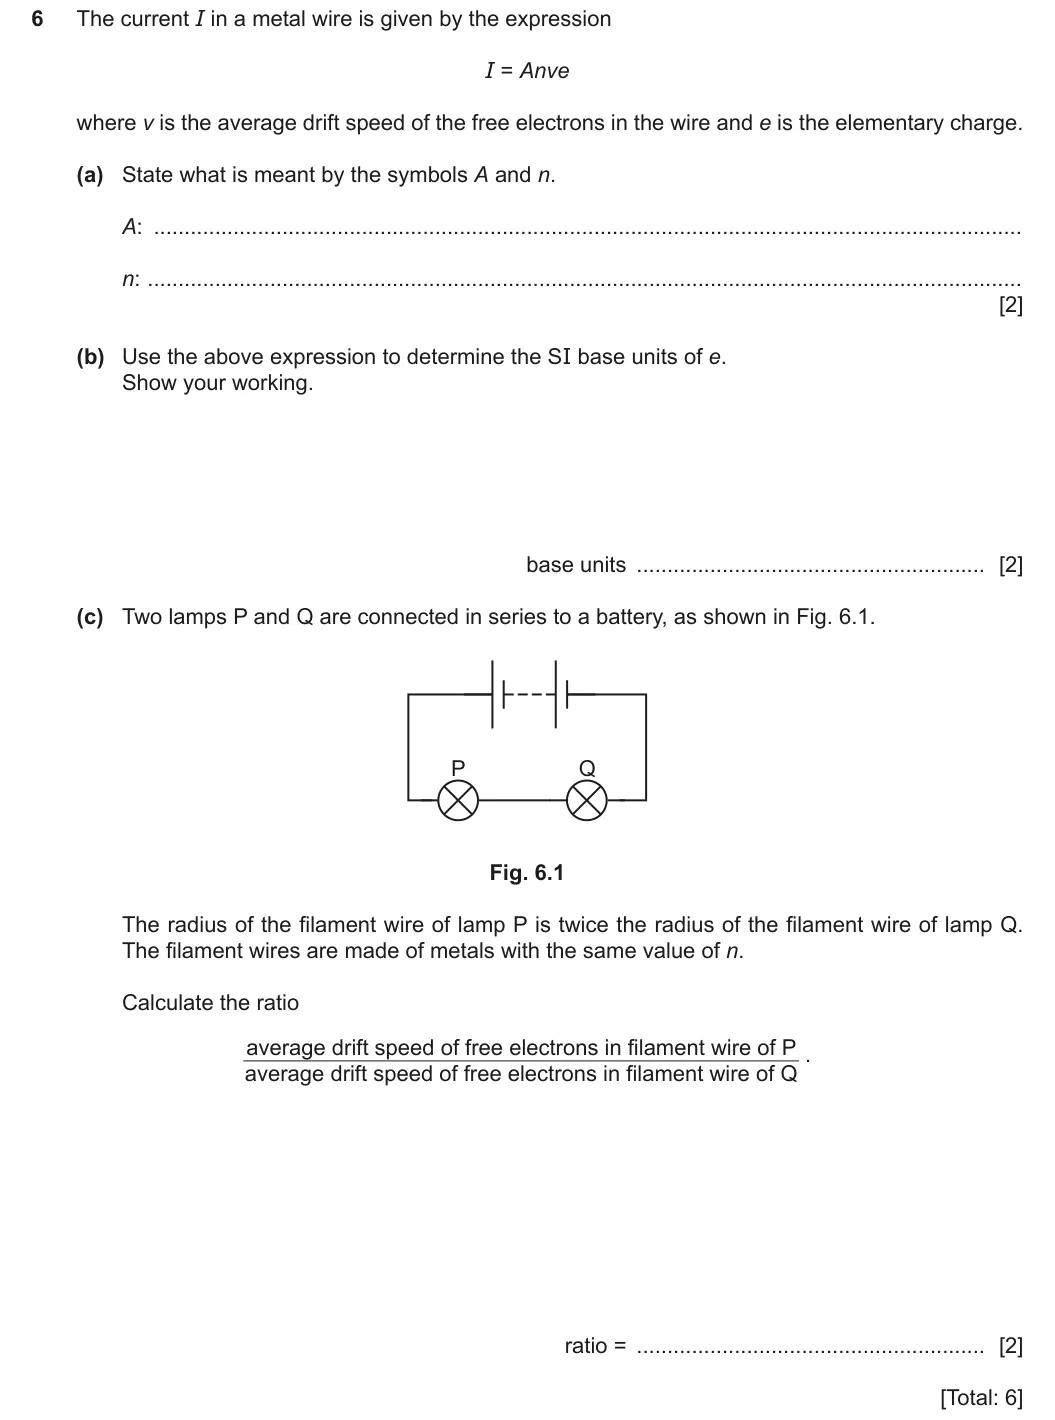 6 The current I in a metal wire is given by the expression
I = Anve
where v is the average drift speed of the free electrons in the wire and e is the elementary charge.
(a) State what is meant by the symbols A and n.
A: ...............................................................................................................................................
n: ................................................................................................................................................
[2]
(b) Use the above expression to determine the SI base units of e.
Show your working.
base units ......................................................... [2]
(c) Two lamps P and Q are connected in series to a battery, as shown in Fig. 6.1.
P Q
Fig. 6.1
The radius of the filament wire of lamp P is twice the radius of the filament wire of lamp Q.
The filament wires are made of metals with the same value of n.
Calculate the ratio
average drift speed of free electrons in filament wire of P
average drift speed of free electrons in filament wire of Q .
ratio = ......................................................... [2]
[Total: 6]